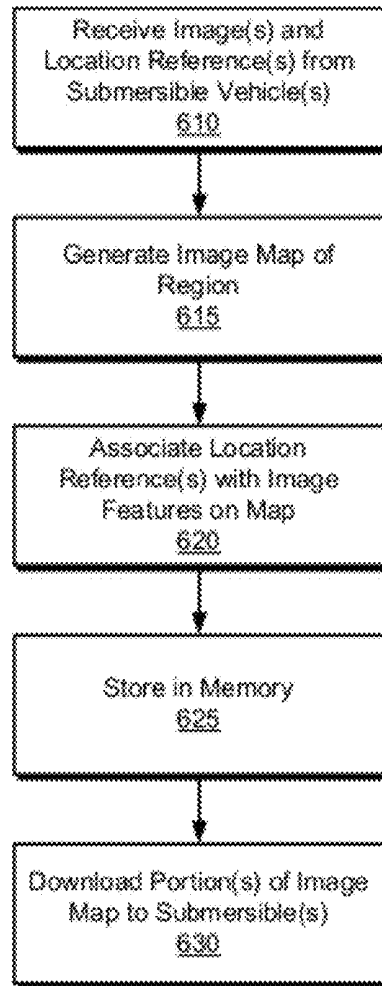 Receive Image(s) and
Location Reference(s) from
Submersible Vehicle(s)
610
Generate Image Map of
Region
615
Associate Location
Reference(s) with Image
Features on Map
620
Store in Memory
625
Download Portion(s) of Image
Map to Submersible(s)
630